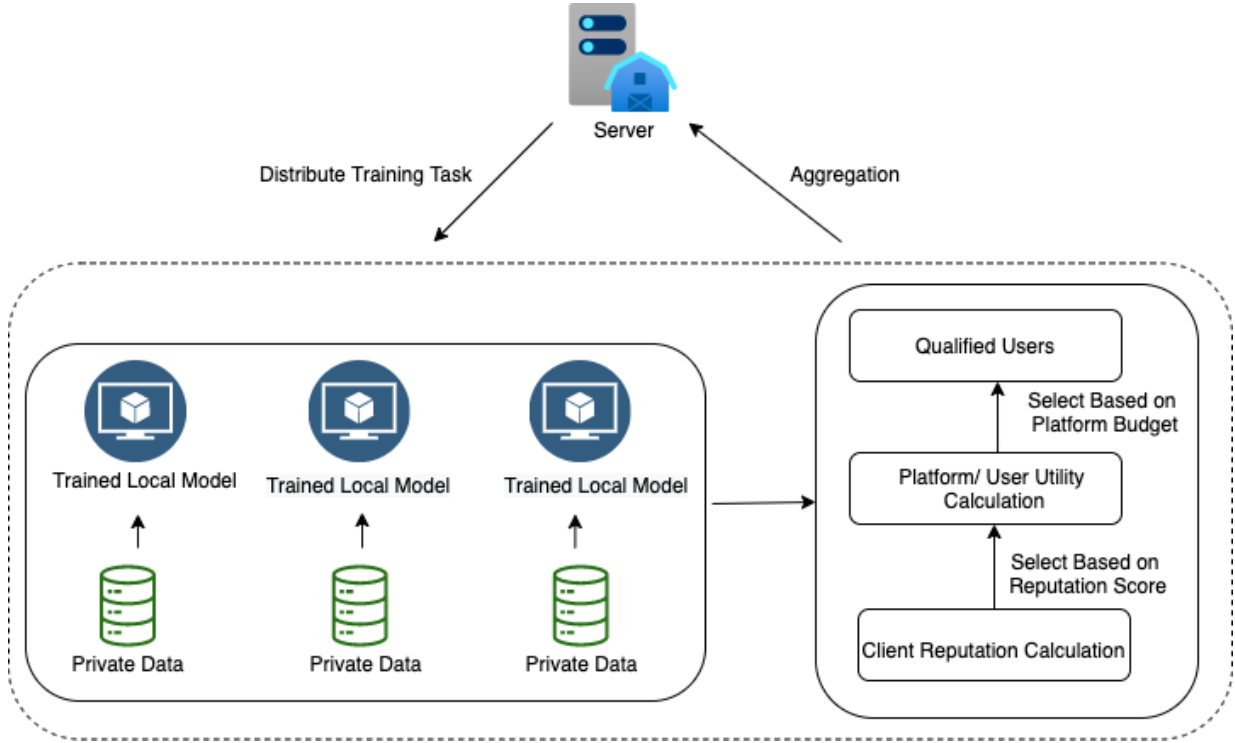 Server
Distribute Training Task
Aggregation
Trained Local Model
Trained Local Model
Trained Local Model
Private Data
Private Data
Private Data
Qualified Users
Select Based on
Platform Budget
Platform/ User Utility
Calculation
Select Based on
Reputation Score
Client Reputation Calculation